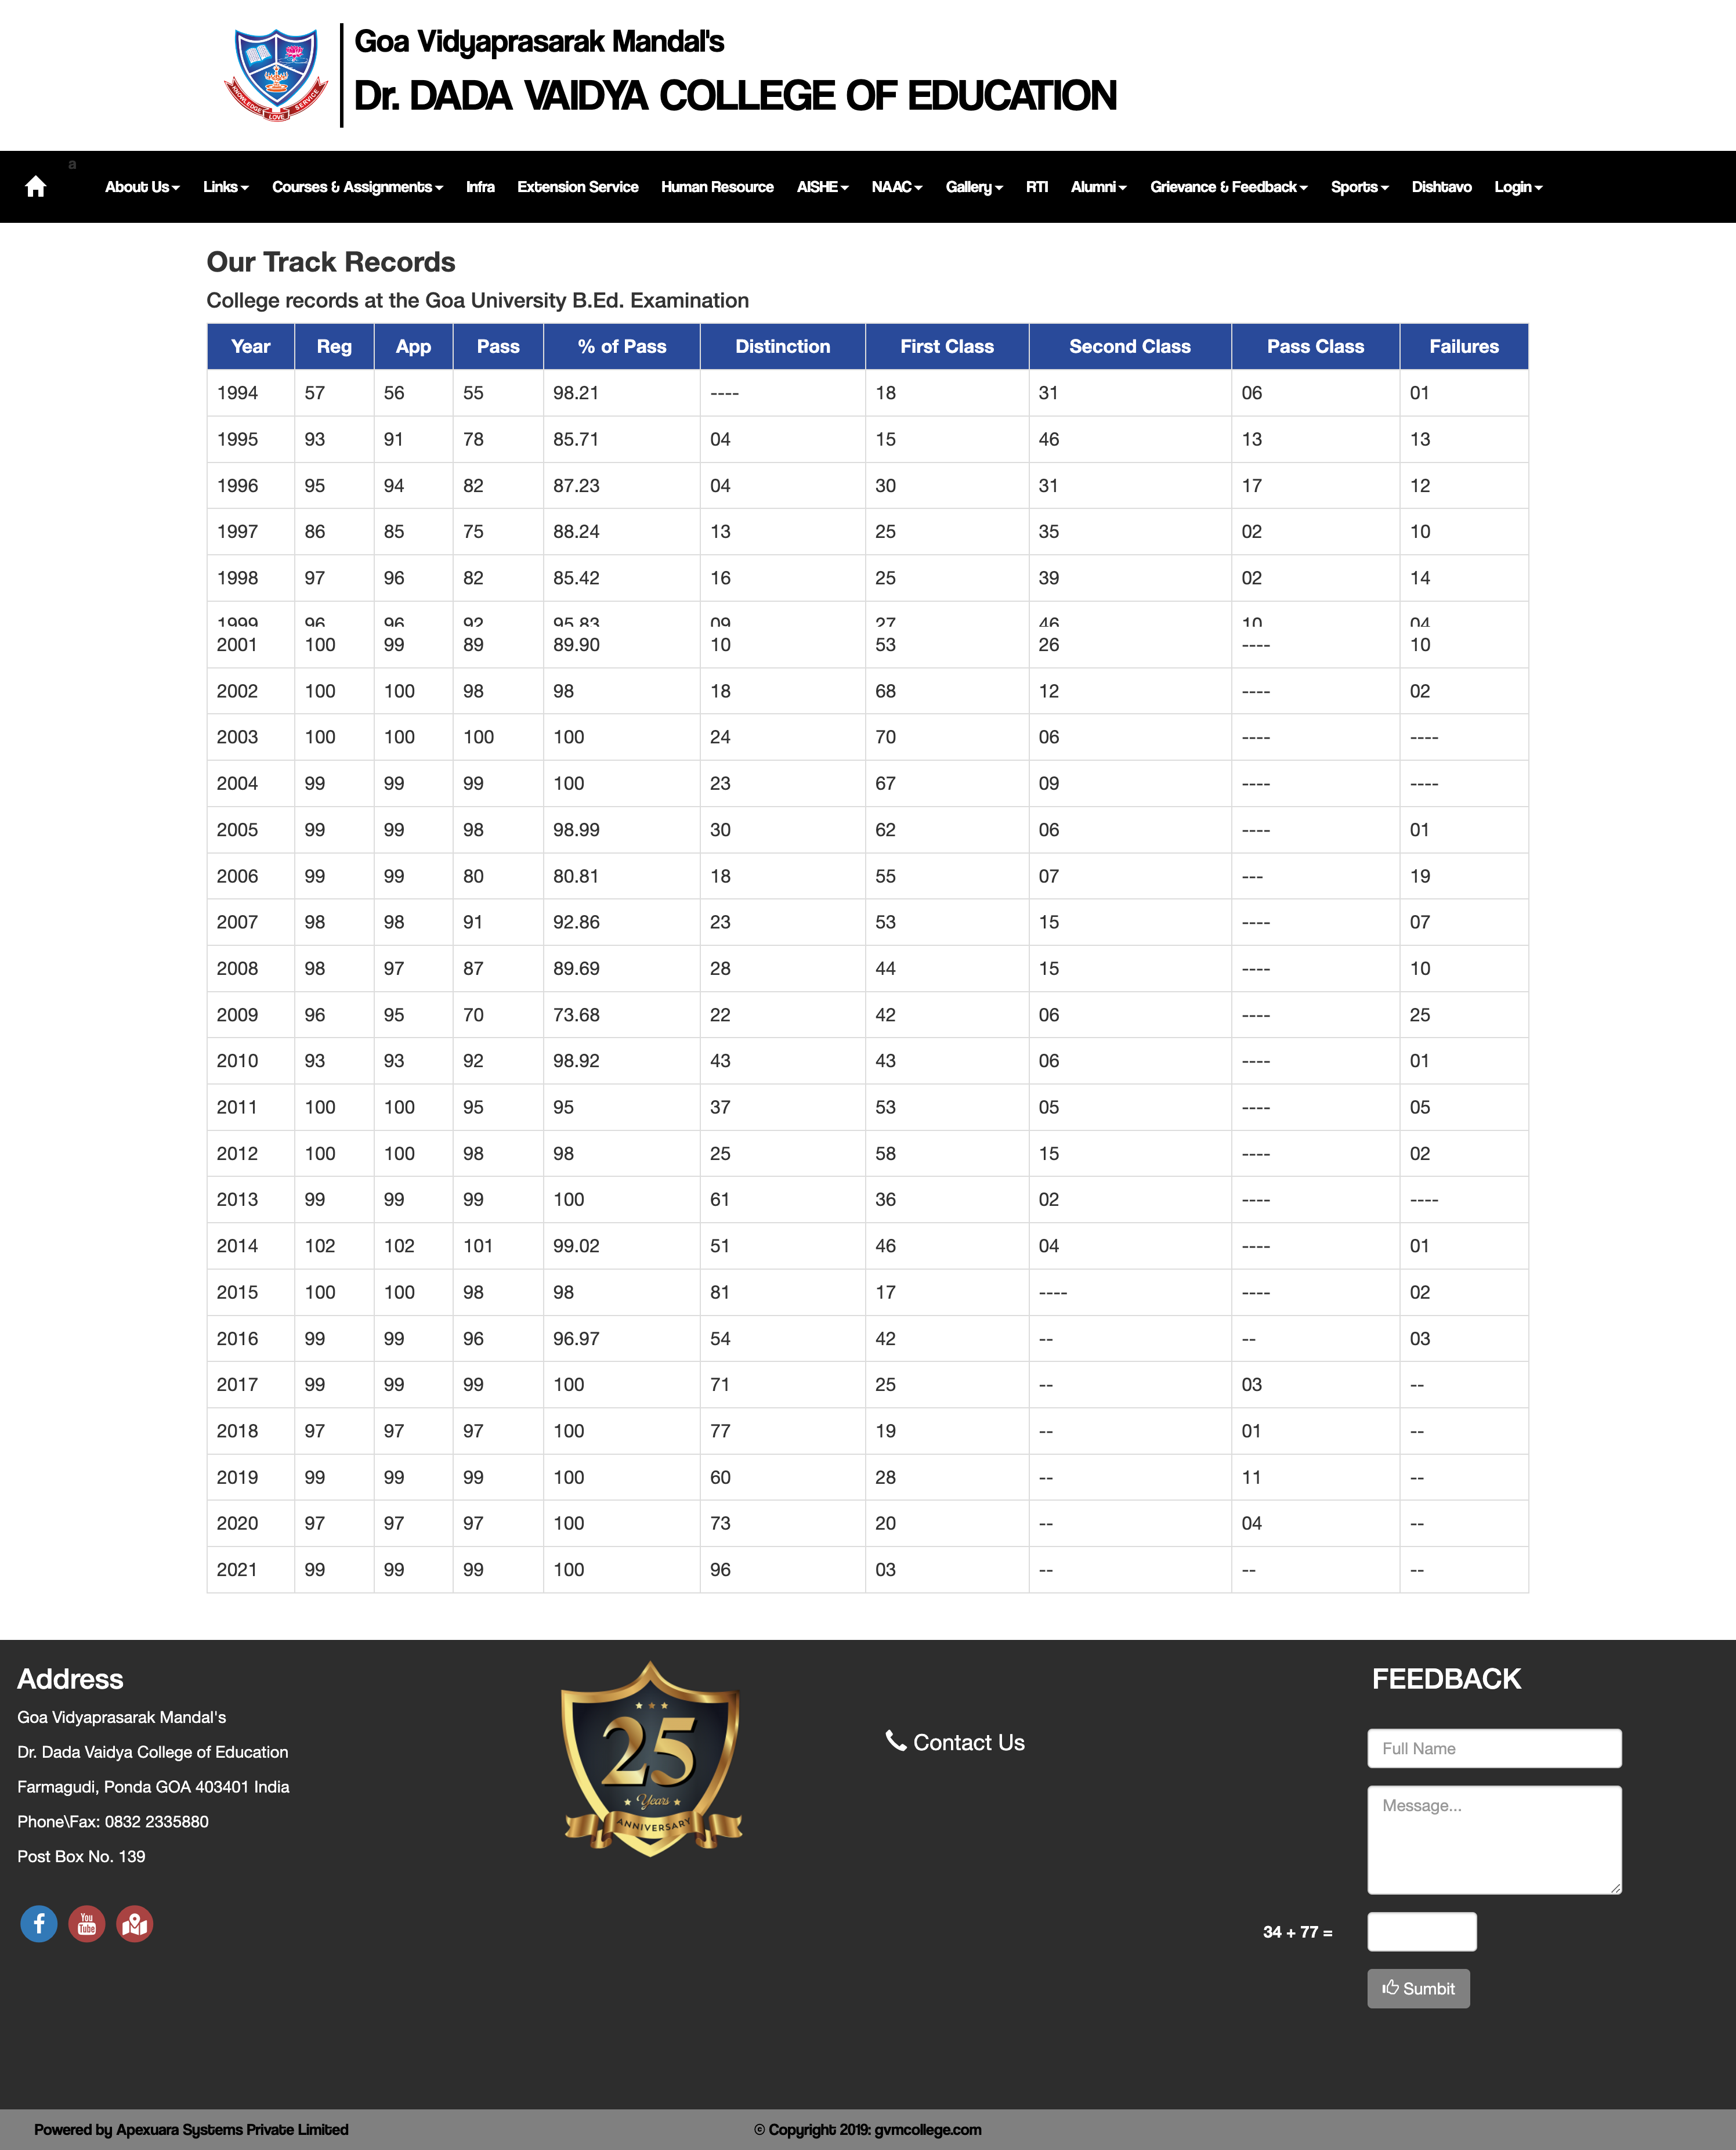 KNOWLEDGE LOVE SERVICE
Goa Vidyaprasarak Mandal's
Dr. DADA VAIDYA COLLEGE OF EDUCATION
a
About Us Links Courses & Assignments Infra Extension Service Human Resource AISHE NAAC Gallery RTI Alumni Grievance & Feedback Sports Dishtavo Login
Our Track Records
College records at the Goa University B.Ed. Examination
Year Reg App Pass % of Pass Distinction First Class Second Class Pass Class Failures
1994 57 56 55 98.21 ---- 18 31 06 01
1995 93 91 78 85.71 04 15 46 13 13
1996 95 94 82 87.23 04 30 31 17 12
1997 86 85 75 88.24 13 25 35 02 10
1998 97 96 82 85.42 16 25 39 02 14
1999 96 96 92 95.83 09 27 46 10 04
2001 100 99 89 89.90 10 53 26 ---- 10
2002 100 100 98 98 18 68 12 ---- 02
2003 100 100 100 100 24 70 06 ---- ----
2004 99 99 99 100 23 67 09 ---- ----
2005 99 99 98 98.99 30 62 06 ---- 01
2006 99 99 80 80.81 18 55 07 --- 19
2007 98 98 91 92.86 23 53 15 ---- 07
2008 98 97 87 89.69 28 44 15 ---- 10
2009 96 95 70 73.68 22 42 06 ---- 25
2010 93 93 92 98.92 43 43 06 ---- 01
2011 100 100 95 95 37 53 05 ---- 05
2012 100 100 98 98 25 58 15 ---- 02
2013 99 99 99 100 61 36 02 ---- ----
2014 102 102 101 99.02 51 46 04 ---- 01
2015 100 100 98 98 81 17 ---- ---- 02
2016 99 99 96 96.97 54 42 -- -- 03
2017 99 99 99 100 71 25 -- 03 --
2018 97 97 97 100 77 19 -- 01 --
2019 99 99 99 100 60 28 -- 11 --
2020 97 97 97 100 73 20 -- 04 --
2021 99 99 99 100 96 03 -- -- --
Address
Goa Vidyaprasarak Mandal's
Dr. Dada Vaidya College of Education
Farmagudi, Ponda GOA 403401 India
Phone\Fax: 0832 2335880
Post Box No. 139
You
Tube
25
Years
ANNIVERSARY
Contact Us
FEEDBACK
Full Name
Message...
34 + 77 =
Sumbit
Powered by Apexuara Systems Private Limited
© Copyright 2019: gvmcollege.com